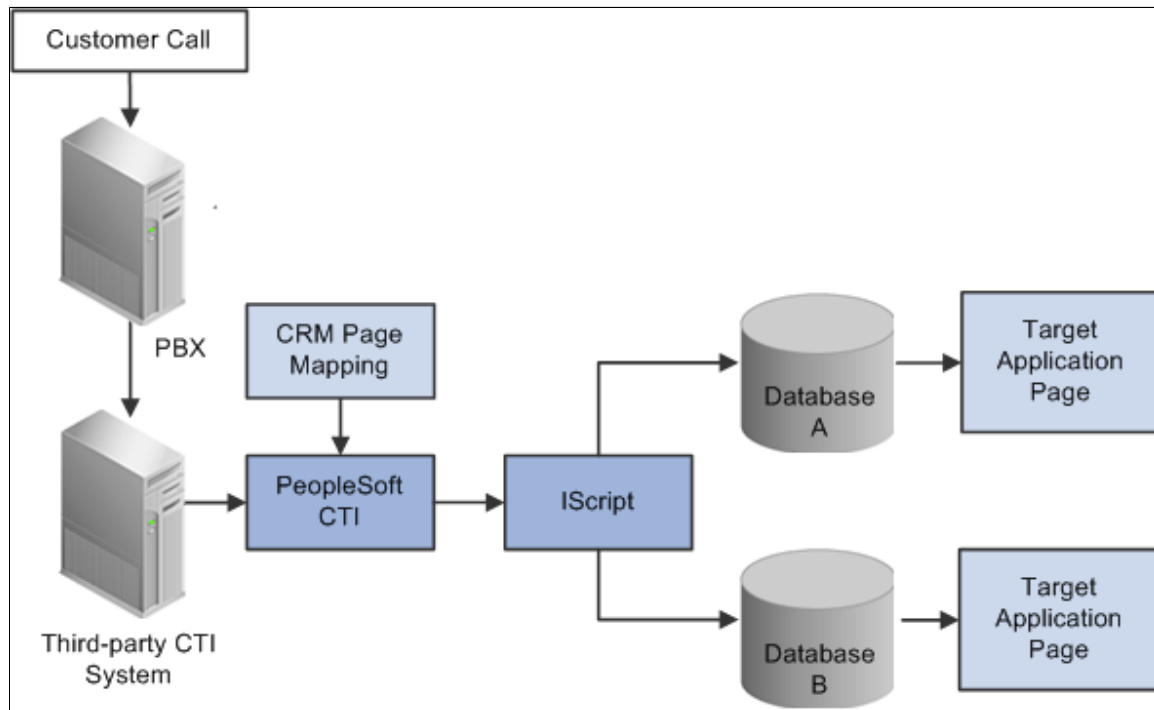 Customer Call
PBX
CRM Page
Mapping
Third-party CTI
System
PeopleSoft
CTI
IScript
Database
A
Target
Application
Page
Database
B
Target
Application
Page